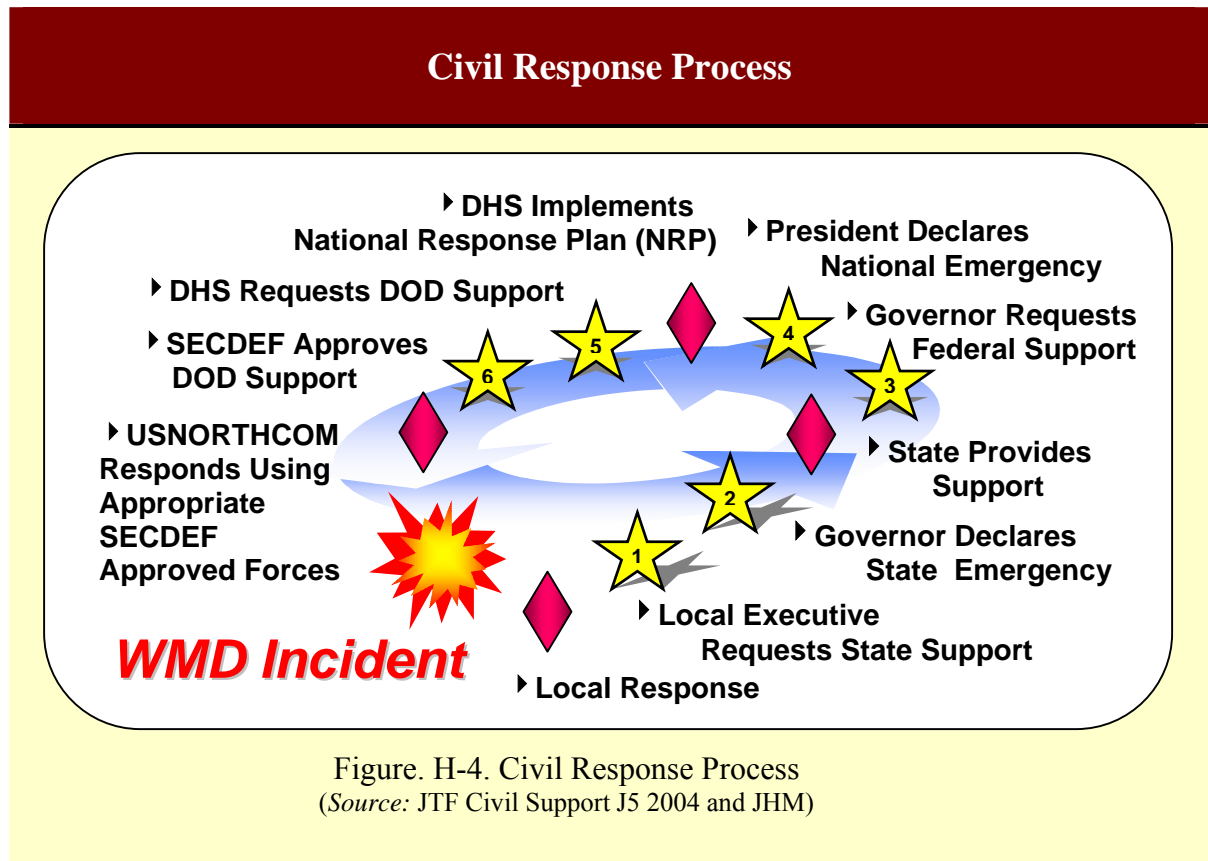 Civil Response Process
DHS Implements
National Response Plan (NRP)
President Declares
National Emergency
DHS Requests DOD Support
Governor Requests
Federal Support
SECDEF Approves
DOD Support
4
5
6
3
USNORTHCOM
Responds Using
Appropriate
SECDEF
Approved Forces
State Provides
Support
2
Governor Declares
State Emergency
1
Local Executive
Requests State Support
WMD Incident
Local Response
Figure. H-4. Civil Response Process
(Source: JTF Civil Support J5 2004 and JHM)